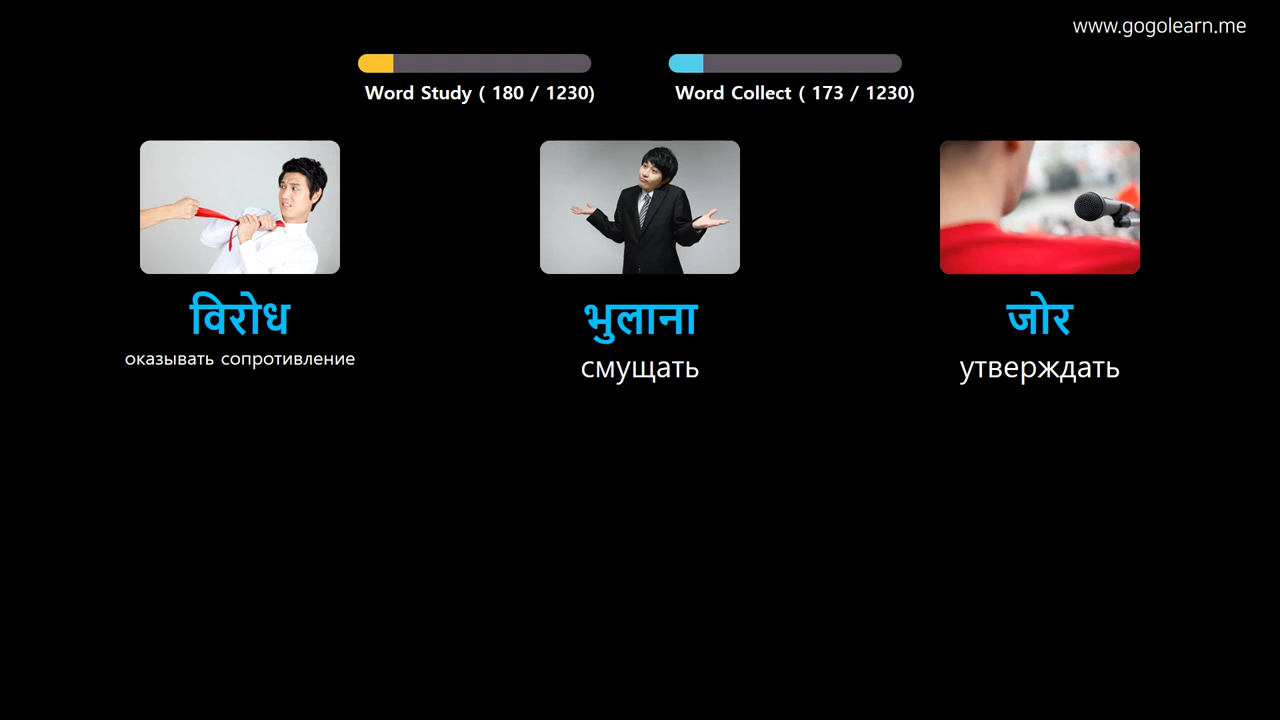 www.gogolearn.me
Word Study ( 180 / 1230)
Word Collect ( 173 / 1230)
विरोध
оказывать сопротивление
भुलाना
смущать
जोर
утверждать